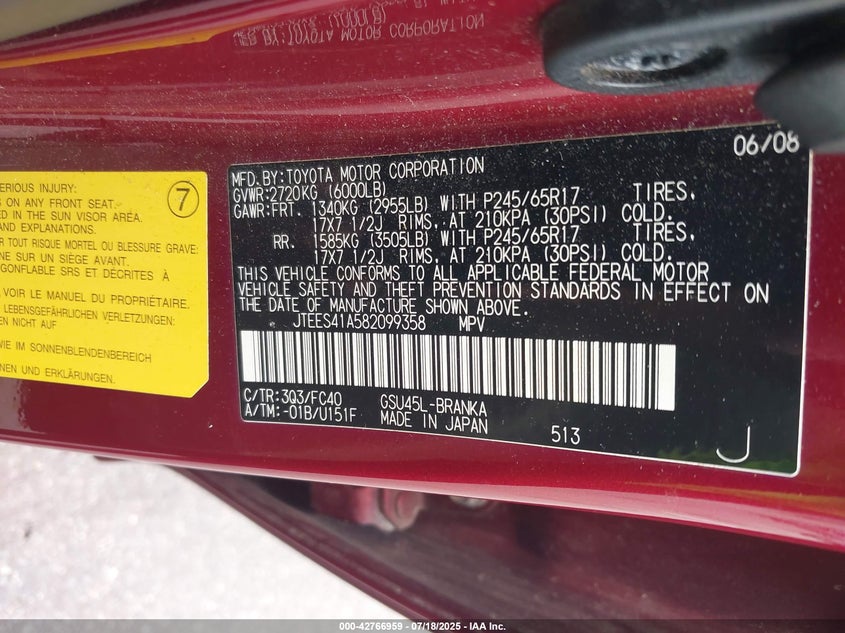 ERIOUS INJURY:
S ON ANY FRONT SEAT.
D IN THE SUN VISOR AREA.
AND EXPLANATIONS.
R TOUT RISQUE MORTEL OU BLESSURE GRAVE:
NE SUR UN SIÈGE AVANT.
GONFLABLE SRS ET DÉCRITES À
VOIR LE MANUEL DU PROPRIÉTAIRE.
LEBENSGEFÄHRLICHEN VERLETZUNGEN:
EN NICHT AUF
WIE IM SONNENBLENDENBEREICH
NEN UND ERKLÄRUNGEN.
7
06/08
MFD.BY:TOYOTA MOTOR CORPORATION
GVWR:2720KG (6000LB)
GAWR:FRT. 1340KG (2955LB) WITH P245/65R17 TIRES.
17X7 1/2J RIMS. AT 210KPA (30PSI) COLD.
RR. 1585KG (3505LB) WITH P245/65R17 TIRES.
17X7 1/2J RIMS. AT 210KPA (30PSI) COLD.
THIS VEHICLE CONFORMS TO ALL APPLICABLE FEDERAL MOTOR
VEHICLE SAFETY AND THEFT PREVENTION STANDARDS IN EFFECT ON
THE DATE OF MANUFACTURE SHOWN ABOVE.
JTEES41A582099358 MPV
C/TR:3Q3/FC40 GSU45L-BRANKA
A/TM:-01B/U151F MADE IN JAPAN
513
J
000-42766959 - 07/18/2025 - IAA Inc.